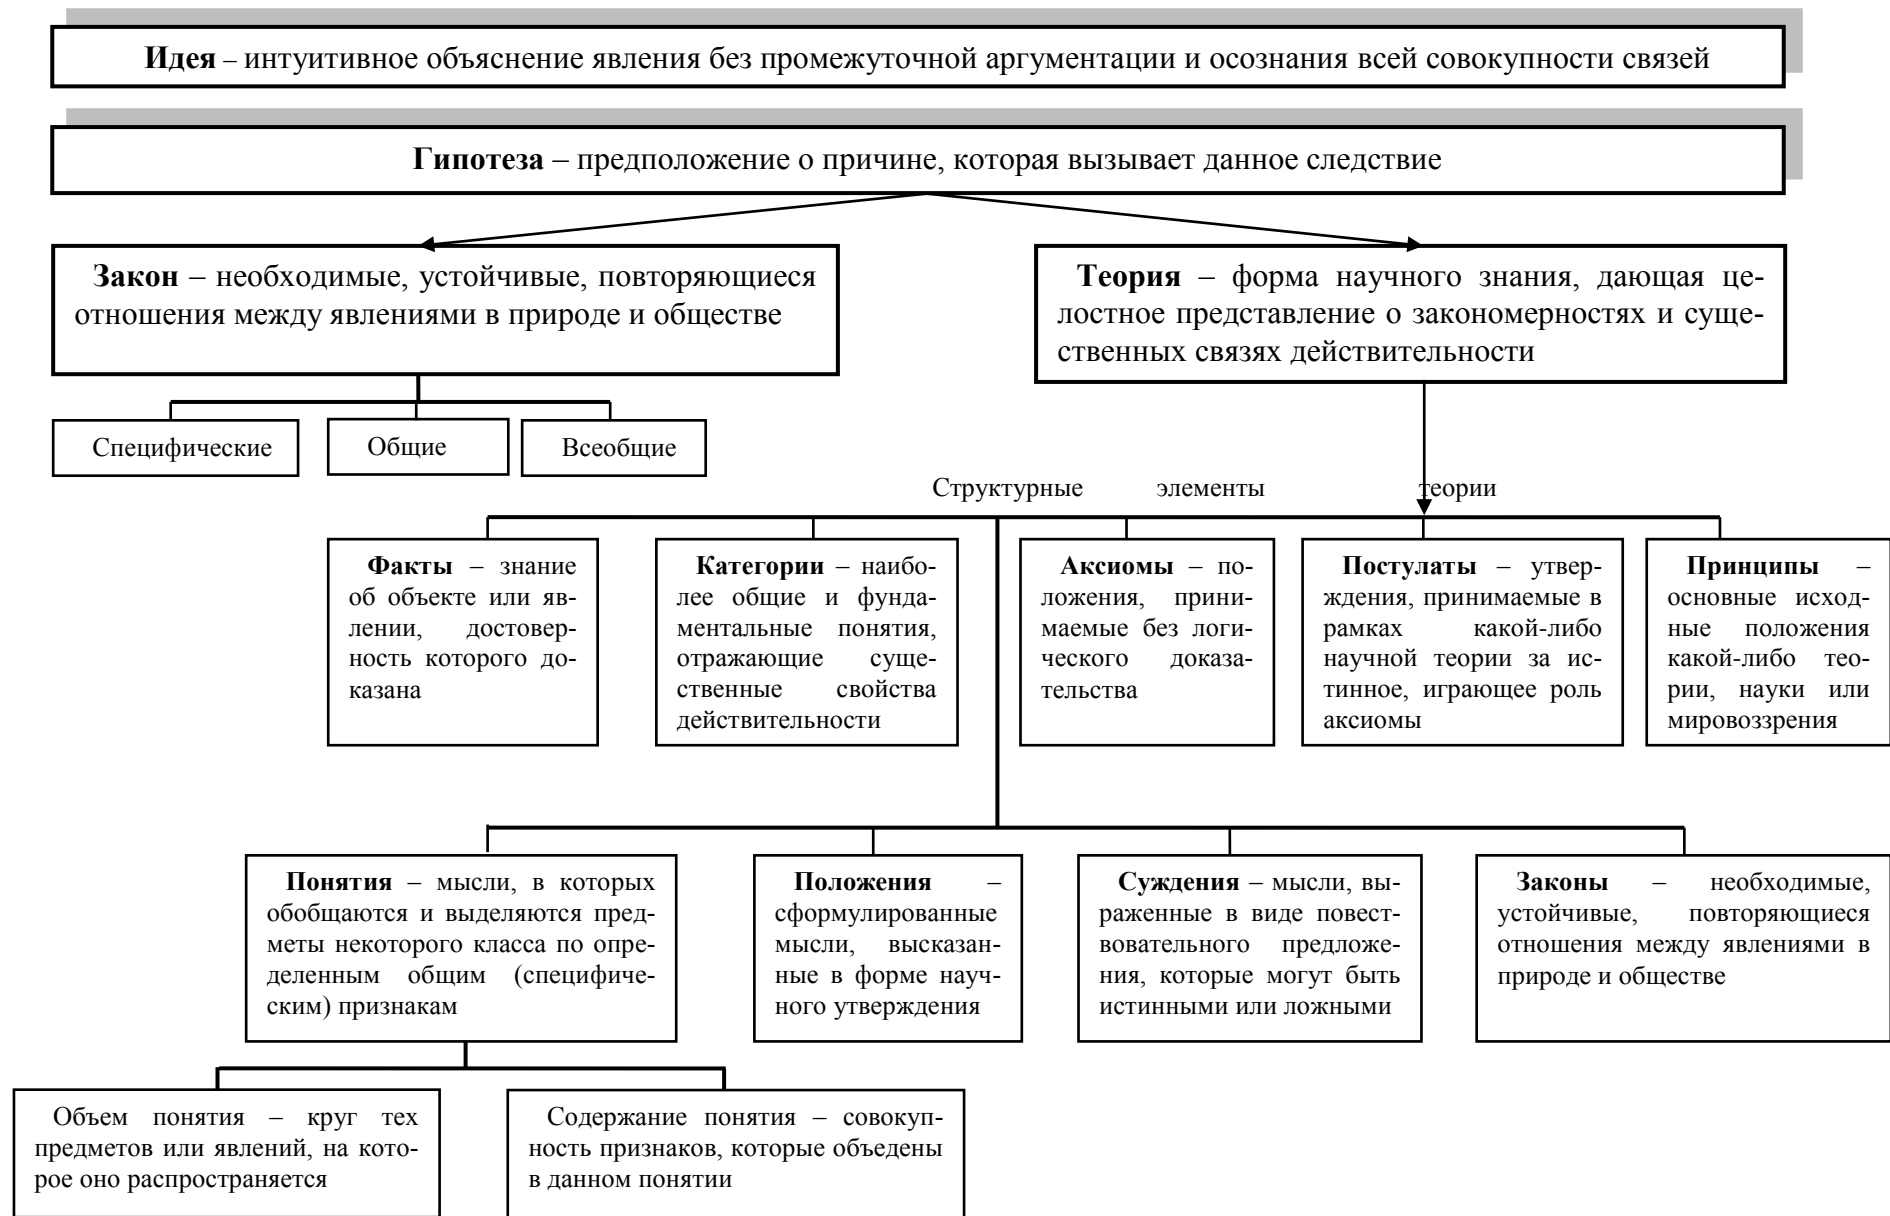 Идея – интуитивное объяснение явления без промежуточной аргументации и осознания всей совокупности связей
Гипотеза – предположение о причине, которая вызывает данное следствие
Закон – необходимые, устойчивые, повторяющиеся
отношения между явлениями в природе и обществе
Теория – форма научного знания, дающая це-
лостное представление о закономерностях и суще-
ственных связях действительности
Специфические
Общие
Всеобщие
Структурные элементы теории
Факты – знание
об объекте или яв-
лении, достовер-
ность которого до-
казана
Категории – наибо-
лее общие и фунда-
ментальные понятия,
отражающие суще-
ственные свойства
действительности
Аксиомы – по-
ложения, прини-
маемые без логи-
ческого доказа-
тельства
Постулаты – утвер-
ждения, принимаемые в
рамках какой-либо
научной теории за ис-
тинное, играющее роль
аксиомы
Принципы –
основные исход-
ные положения
какой-либо тео-
рии, науки или
мировоззрения
Понятия – мысли, в которых
обобщаются и выделяются пред-
меты некоторого класса по опре-
деленным общим (специфиче-
ским) признакам
Положения –
сформулированные
мысли, высказан-
ные в форме науч-
ного утверждения
Суждения – мысли, вы-
раженные в виде повест-
вовательного предложе-
ния, которые могут быть
истинными или ложными
Законы – необходимые,
устойчивые, повторяющиеся
отношения между явлениями в
природе и обществе
Объем понятия – круг тех
предметов или явлений, на кото-
рое оно распространяется
Содержание понятия – совокуп-
ность признаков, которые объедены
в данном понятии